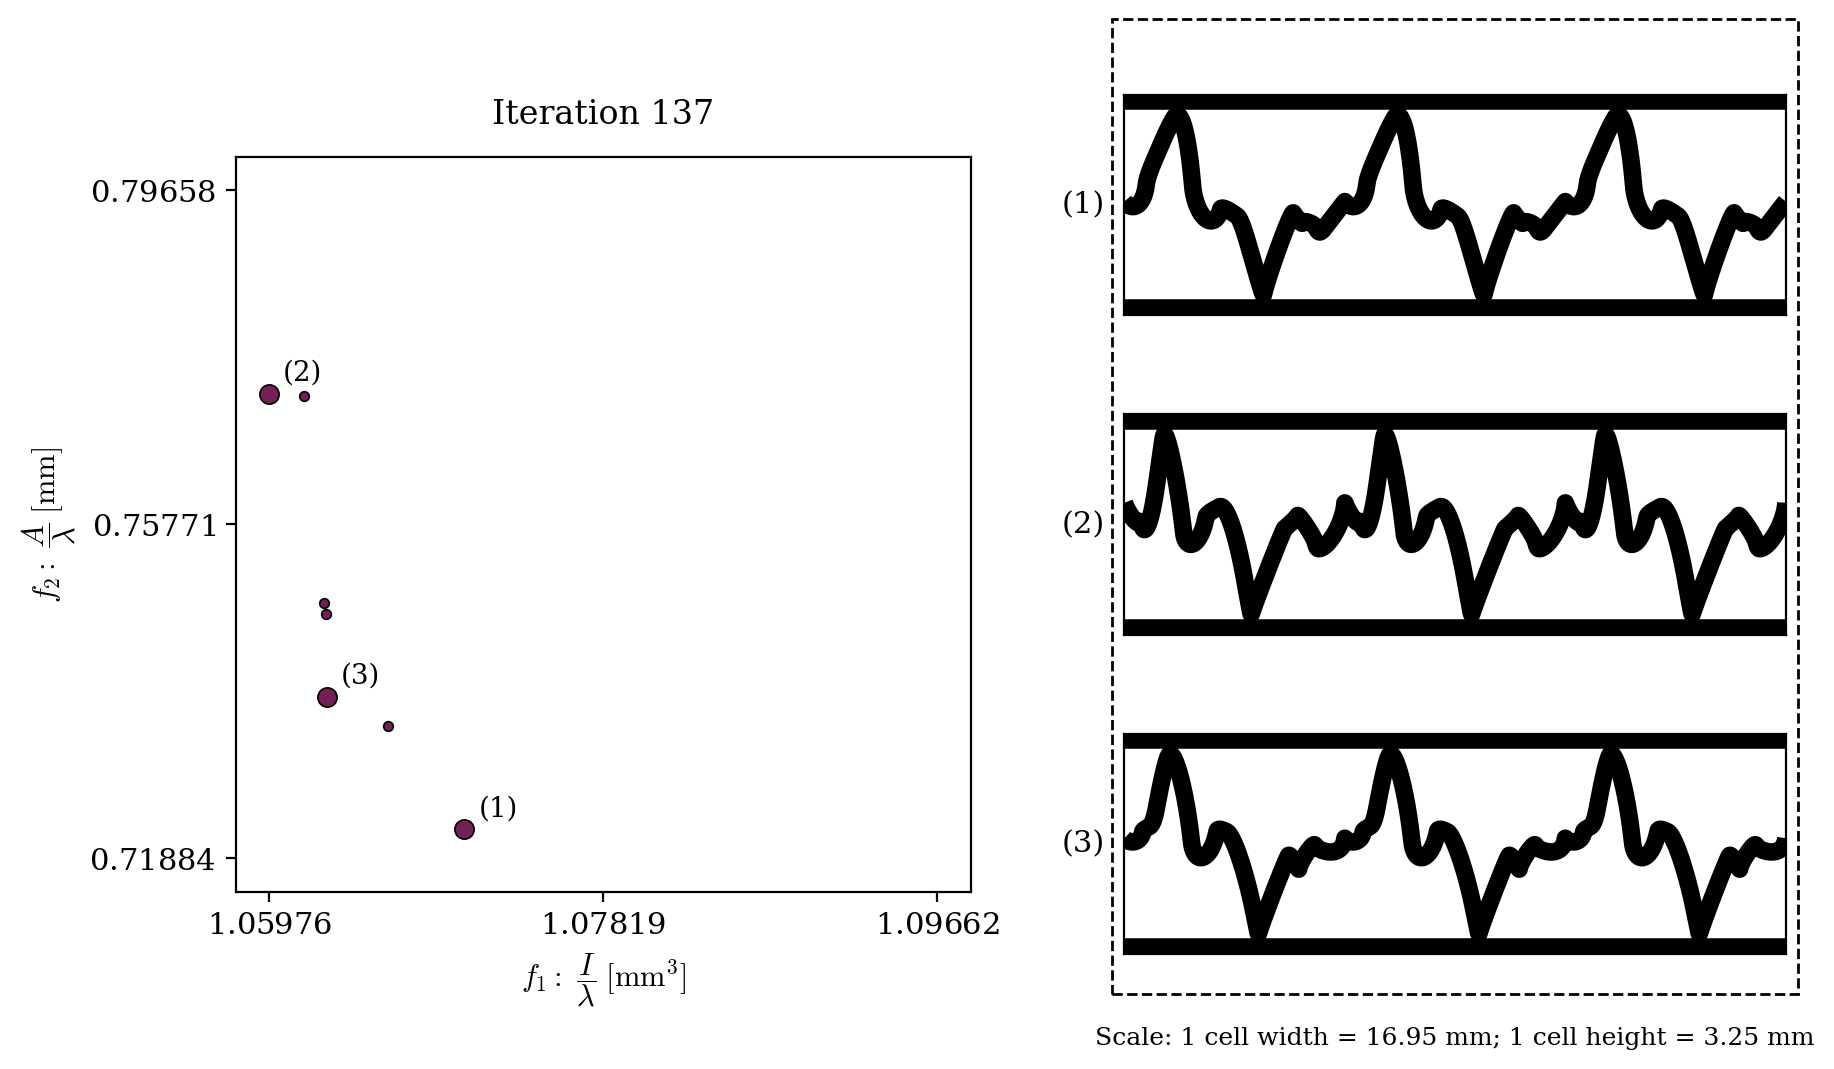 Iteration 137
0.79658
0.75771
0.71884
f₂ : A/λ [mm]
(2)
(3)
(1)
1.05976 1.07819 1.09662
f₁ : I/λ [mm³]
(1)
(2)
(3)
Scale: 1 cell width = 16.95 mm; 1 cell height = 3.25 mm